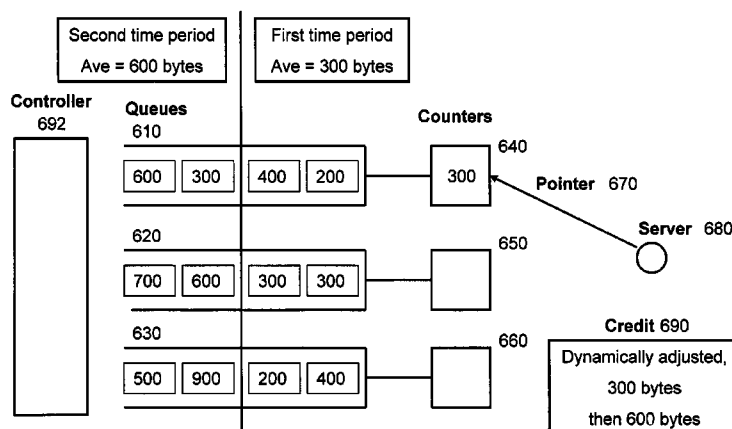 Second time period
Ave = 600 bytes
First time period
Ave = 300 bytes
Controller
692
Queues
610
Counters
640
600 300 400 200
300
Pointer 670
Server 680
620
650
700 600 300 300
630
660
500 900 200 400
Credit 690
Dynamically adjusted,
300 bytes
then 600 bytes